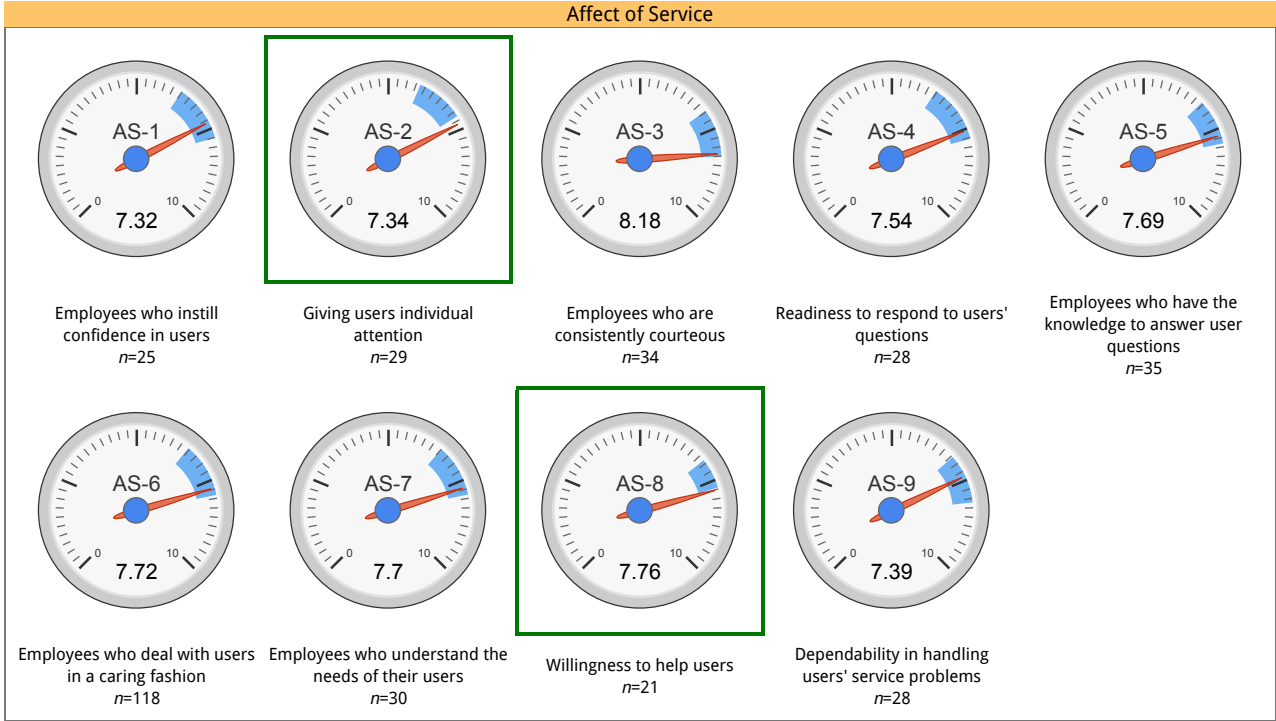 Affect of Service
AS-1
0
10
7.32
Employees who instill
confidence in users
n=25
AS-2
0
10
7.34
Giving users individual
attention
n=29
AS-3
0
10
8.18
Employees who are
consistently courteous
n=34
AS-4
0
10
7.54
Readiness to respond to users'
questions
n=28
AS-5
0
10
7.69
Employees who have the
knowledge to answer user
questions
n=35
AS-6
0
10
7.72
Employees who deal with users
in a caring fashion
n=118
AS-7
0
10
7.7
Employees who understand the
needs of their users
n=30
AS-8
0
10
7.76
Willingness to help users
n=21
AS-9
0
10
7.39
Dependability in handling
users' service problems
n=28